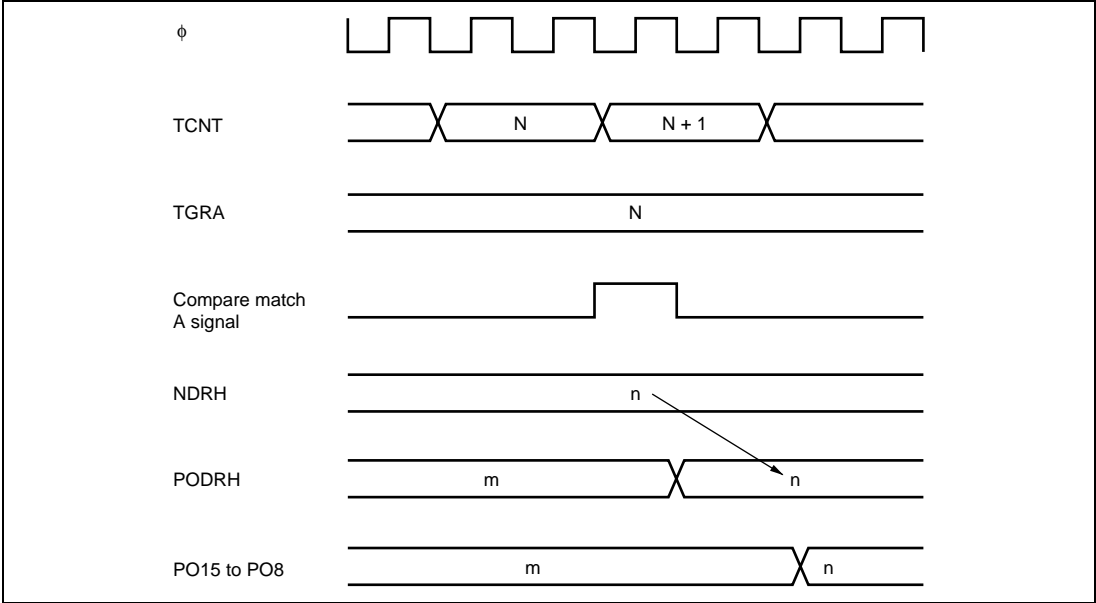 ϕ
TCNT
N
N + 1
TGRA
N
Compare match
A signal
NDRH
n
PODRH
m
n
PO15 to PO8
m
n